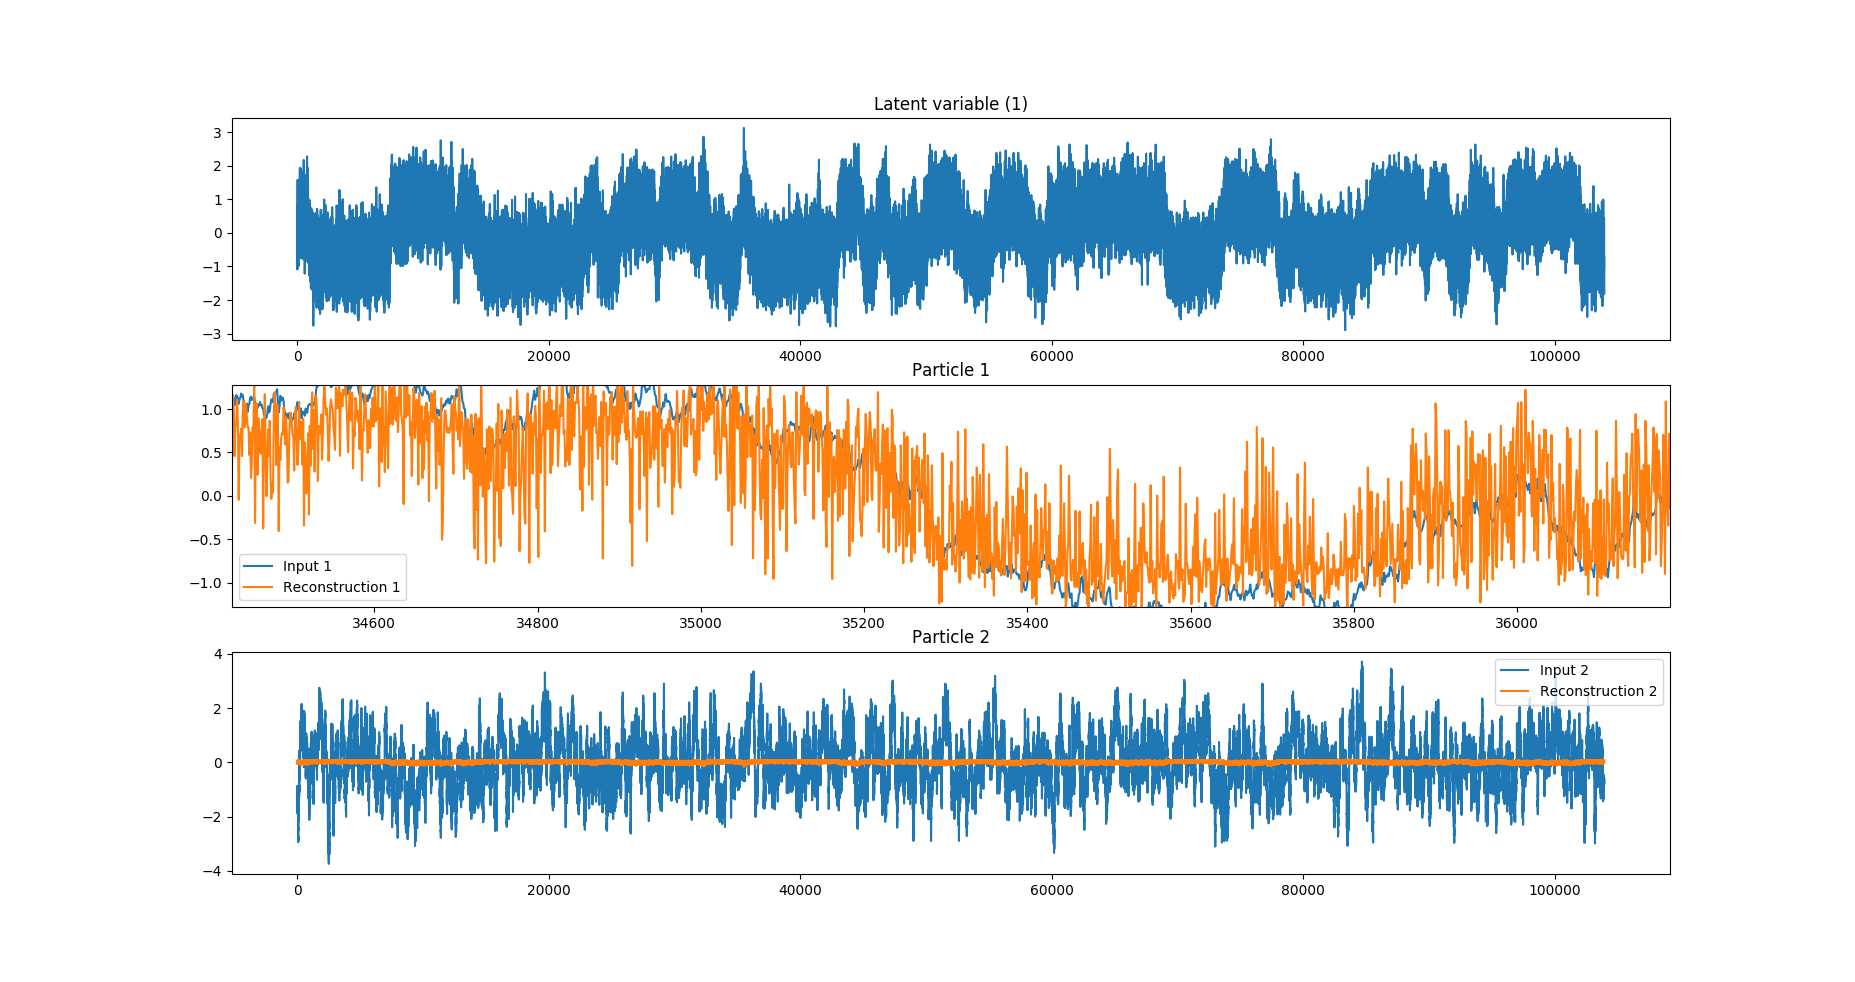 Latent variable (1)
3
2
1
0
−1
−2
−3
0 20000 40000 60000 80000 100000
Particle 1
1.0
0.5
0.0
−0.5
−1.0
Input 1
Reconstruction 1
34600 34800 35000 35200 35400 35600 35800 36000
Particle 2
4
2
0
−2
−4
Input 2
Reconstruction 2
0 20000 40000 60000 80000 100000